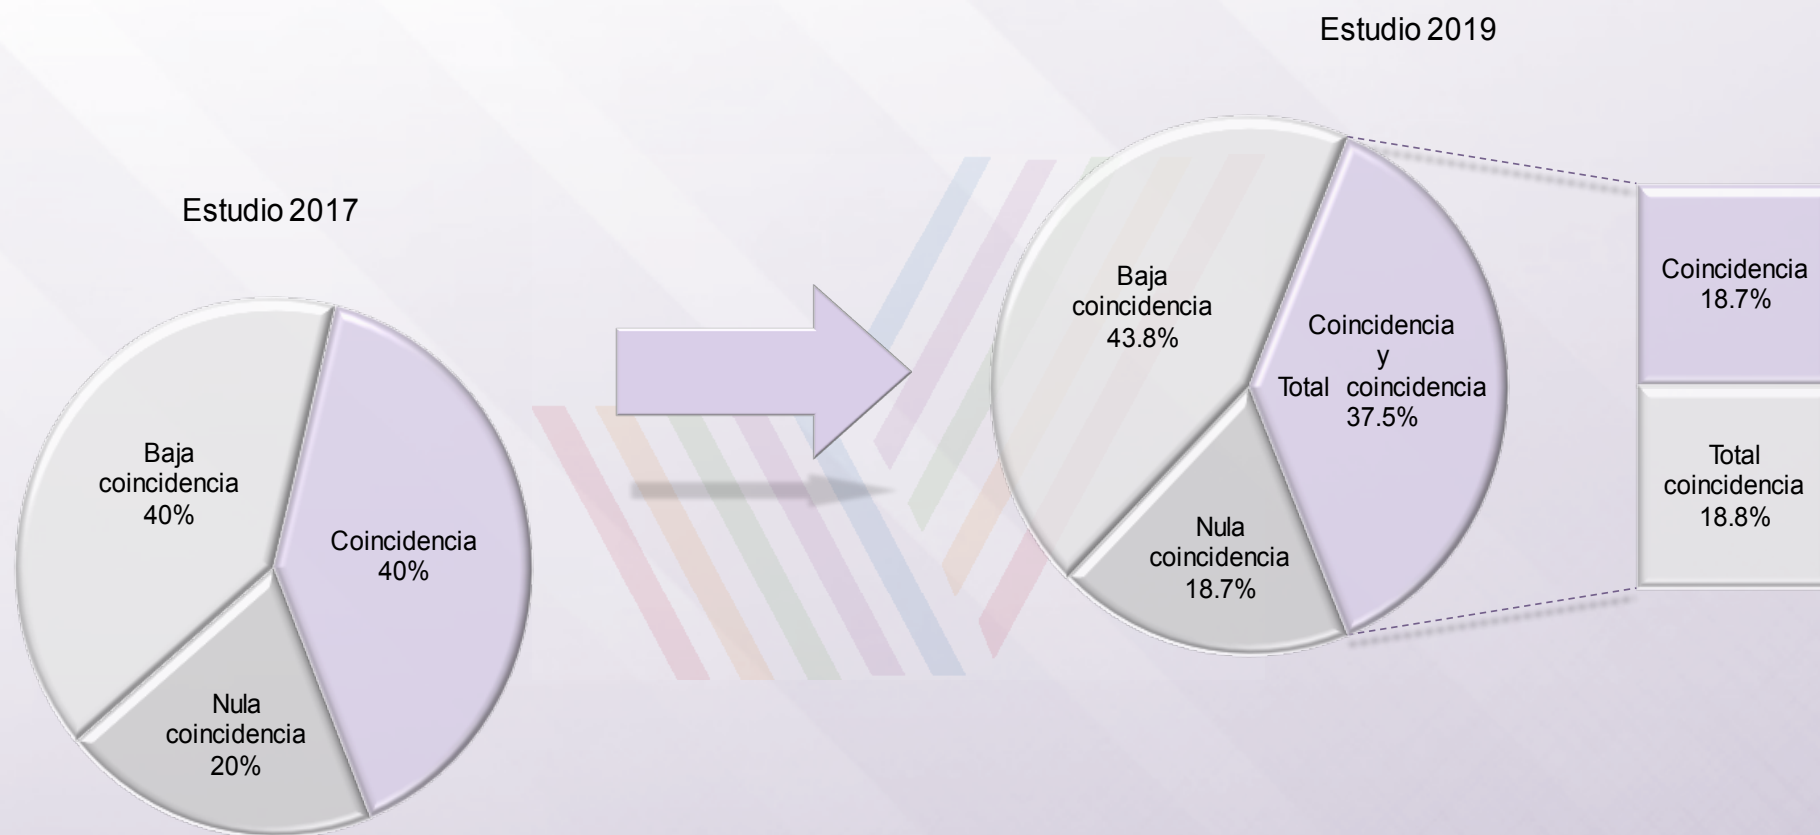 Estudio 2017
Baja
coincidencia
40%
Coincidencia
40%
Nula
coincidencia
20%
Estudio 2019
Baja
coincidencia
43.8%
Coincidencia
y
Total coincidencia
37.5%
Nula
coincidencia
18.7%
Coincidencia
18.7%
Total
coincidencia
18.8%